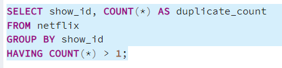 SELECT show_id, COUNT(*) AS duplicate_count
FROM netflix
GROUP BY show_id
HAVING COUNT(*) > 1;